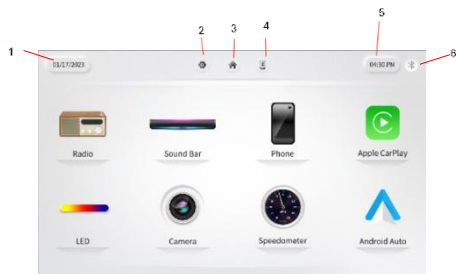 1 2 3 4 5 6
01/17/2023 04:30 PM
Radio Sound Bar Phone Apple CarPlay
LED Camera Speedometer Android Auto